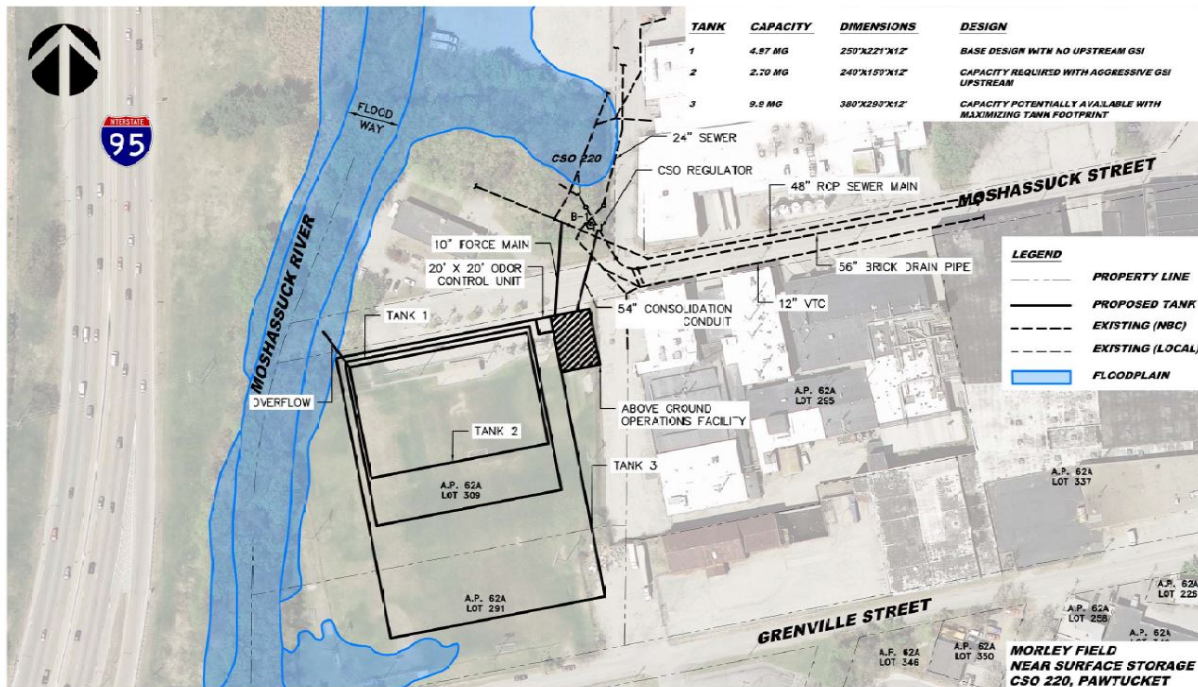 TANK CAPACITY DIMENSIONS DESIGN
1 4.97 MG 250'X221'X12' BASE DESIGN WITH NO UPSTREAM GSI
2 2.70 MG 240'X150'X12' CAPACITY REQUIRED WITH AGGRESSIVE GSI
UPSTREAM
3 9.9 MG 380'X290'X12' CAPACITY POTENTIALLY AVAILABLE WITH
MAXIMIZING TANK FOOTPRINT
INTERSTATE
95
FLOOD
WAY
MOSHASSUCK RIVER
CSO 220
24" SEWER
CSO REGULATOR
48" RCP SEWER MAIN
MOSHASSUCK STREET
B-1
10" FORCE MAIN
20' X 20' ODOR
CONTROL UNIT
56" BRICK DRAIN PIPE
12" VTC
54" CONSOLIDATION
CONDUIT
TANK 1
OVERFLOW
TANK 2
ABOVE GROUND
OPERATIONS FACILITY
TANK 3
A.P. 62A
LOT 309
A.P. 62A
LOT 291
A.P. 62A
LOT 295
A.P. 62A
LOT 337
LEGEND
PROPERTY LINE
PROPOSED TANK
EXISTING (NBC)
EXISTING (LOCAL)
FLOODPLAIN
GRENVILLE STREET
A.P. 62A
LOT 346
A.P. 62A
LOT 350
A.P. 62A
LOT 258
A.P. 62A
LOT 225
MORLEY FIELD
NEAR SURFACE STORAGE
CSO 220, PAWTUCKET